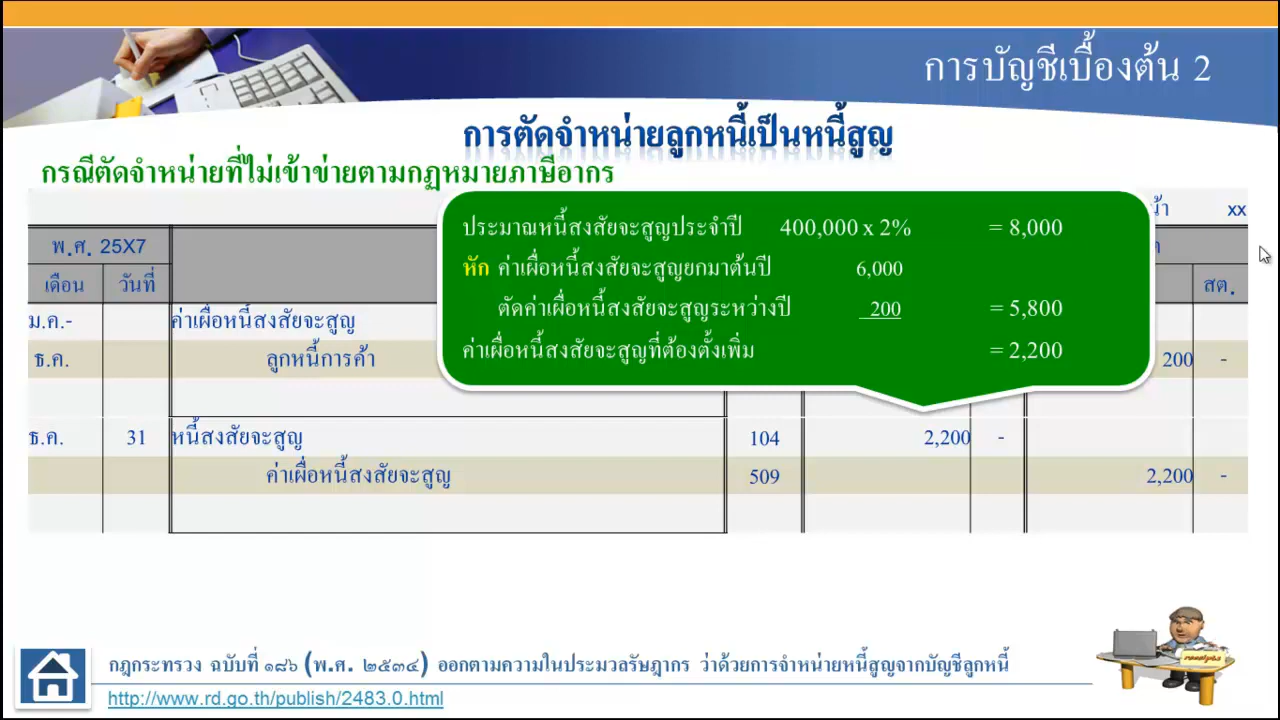 การบัญชีเบื้องต้น 2
การตัดจำหน่ายลูกหนี้เป็นหนี้สูญ
กรณีตัดจำหน่ายที่ไม่เข้าข่ายตามกฏหมายภาษีอากร
xx
ประมาณหนี้สงสัยจะสูญประจำปี 400,000 x 2% = 8,000
หัก ค่าเผื่อหนี้สงสัยจะสูญยกมาต้นปี 6,000
ตัดค่าเผื่อหนี้สงสัยจะสูญระหว่างปี 200 = 5,800
ค่าเผื่อหนี้สงสัยจะสูญที่ต้องตั้งเพิ่ม = 2,200
พ.ศ. 25X7
เดือน วันที่ สต.
ม.ค.- ค่าเผื่อหนี้สงสัยจะสูญ
ธ.ค. ลูกหนี้การค้า 200 -
ธ.ค. 31 หนี้สงสัยจะสูญ 104 2,200 -
ค่าเผื่อหนี้สงสัยจะสูญ 509 2,200 -
กฎกระทรวง ฉบับที่ ๑๘๖ (พ.ศ. ๒๕๓๔) ออกตามความในประมวลรัษฎากร ว่าด้วยการจำหน่ายหนี้สูญจากบัญชีลูกหนี้
http://www.rd.go.th/publish/2483.0.html